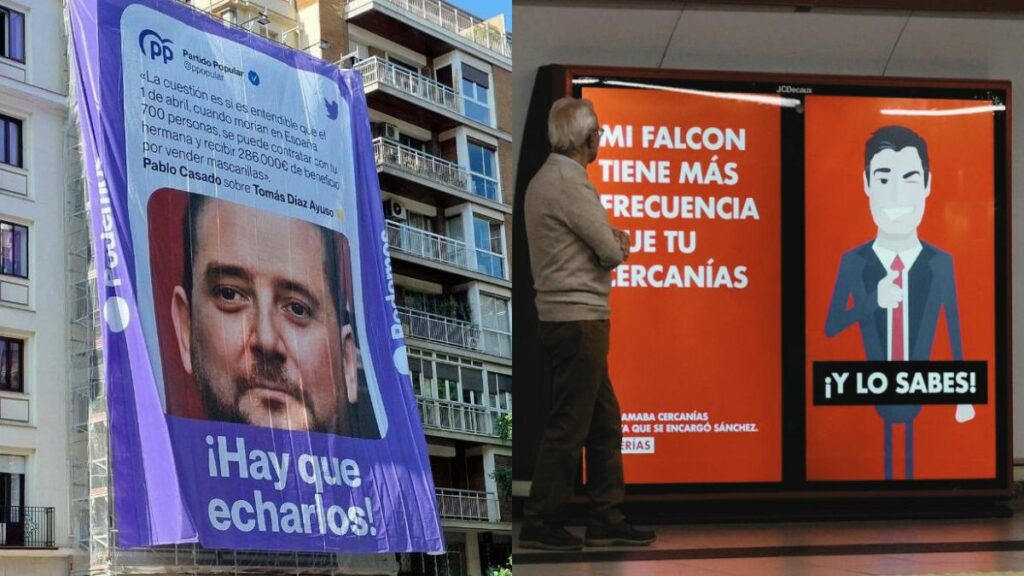 PP
Partido Popular
@ppopular
«La cuestión es si es entendible que el
1 de abril, cuando morían en España
700 personas, se puede contratar con tu
hermana y recibir 286.000€ de beneficio
por vender mascarillas».
Pablo Casado sobre Tomás Díaz Ayuso
Podemos
Podemos
¡Hay que
echarlos!
JCDecaux
MI FALCON
TIENE MÁS
FRECUENCIA
QUE TU
CERCANÍAS
CERCANÍAS
QUE SE ENCARGÓ SÁNCHEZ.
¡Y LO SABES!